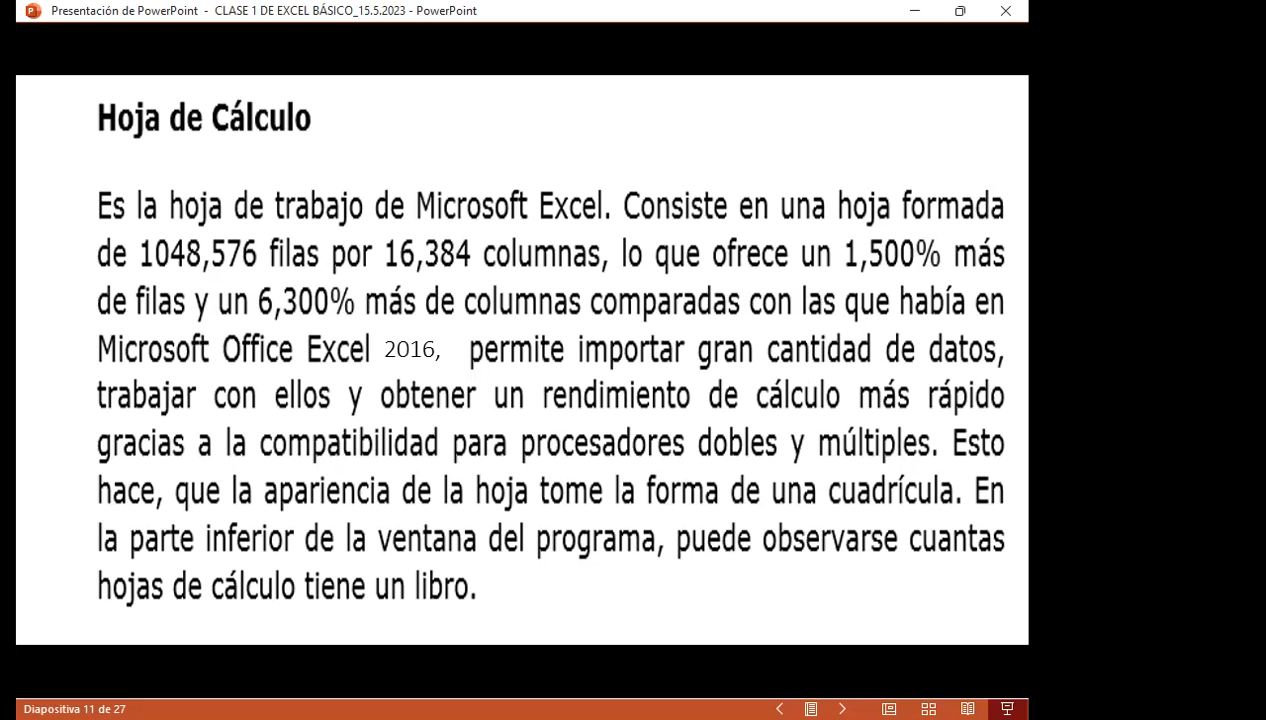 Presentación de PowerPoint - CLASE 1 DE EXCEL BÁSICO_15.5.2023 - PowerPoint
Hoja de Cálculo
Es la hoja de trabajo de Microsoft Excel. Consiste en una hoja formada
de 1048,576 filas por 16,384 columnas, lo que ofrece un 1,500% más
de filas y un 6,300% más de columnas comparadas con las que había en
Microsoft Office Excel 2016, permite importar gran cantidad de datos,
trabajar con ellos y obtener un rendimiento de cálculo más rápido
gracias a la compatibilidad para procesadores dobles y múltiples. Esto
hace, que la apariencia de la hoja tome la forma de una cuadrícula. En
la parte inferior de la ventana del programa, puede observarse cuantas
hojas de cálculo tiene un libro.
Diapositiva 11 de 27